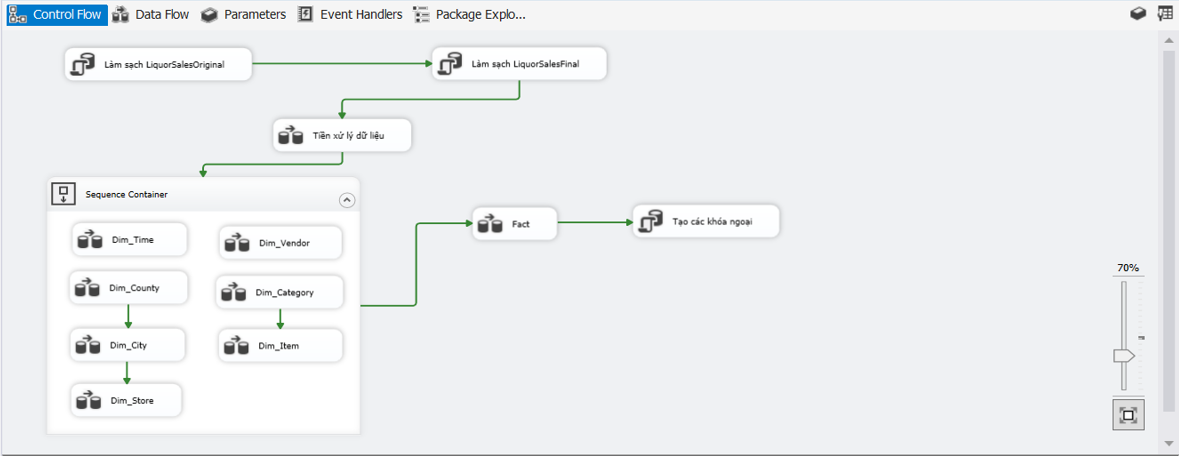 Control Flow
Data Flow
Parameters
Event Handlers
Package Explo...
Làm sạch LiquorSalesOriginal
Làm sạch LiquorSalesFinal
Tiền xử lý dữ liệu
Sequence Container
Dim_Time
Dim_Vendor
Dim_County
Dim_Category
Dim_City
Dim_Item
Dim_Store
Fact
Tạo các khóa ngoại
70%